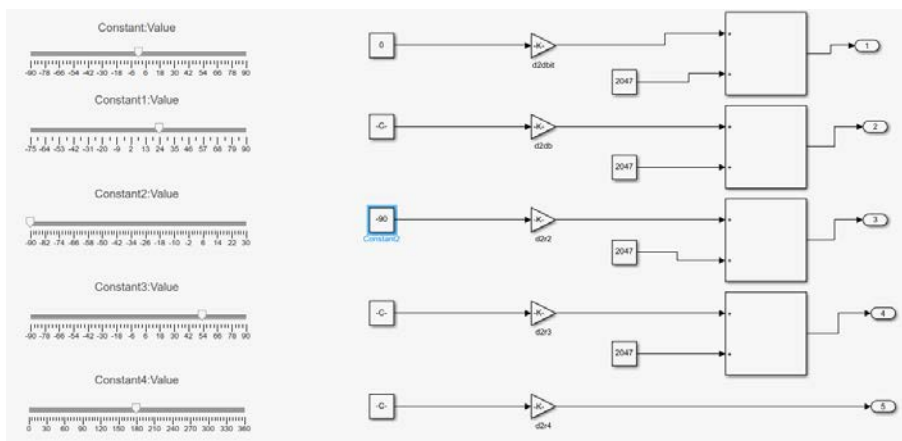 Constant:Value
-90 -78 -66 -54 -42 -30 -18 -6 6 18 30 42 54 66 78 90
Constant1:Value
-75 -64 -53 -42 -31 -20 -9 2 13 24 35 46 57 68 79 90
Constant2:Value
-90 -82 -74 -66 -58 -50 -42 -34 -26 -18 -10 -2 6 14 22 30
Constant3:Value
-90 -78 -66 -54 -42 -30 -18 -6 6 18 30 42 54 66 78 90
Constant4:Value
0 30 60 90 120 150 180 210 240 270 300 330 360
0
-K-
d2dbit
2047
+
+
1
-C-
-K-
d2db
2047
+
+
2
-90
Constant2
-K-
d2r2
2047
+
+
3
-C-
-K-
d2r3
2047
+
+
4
-C-
-K-
d2r4
5